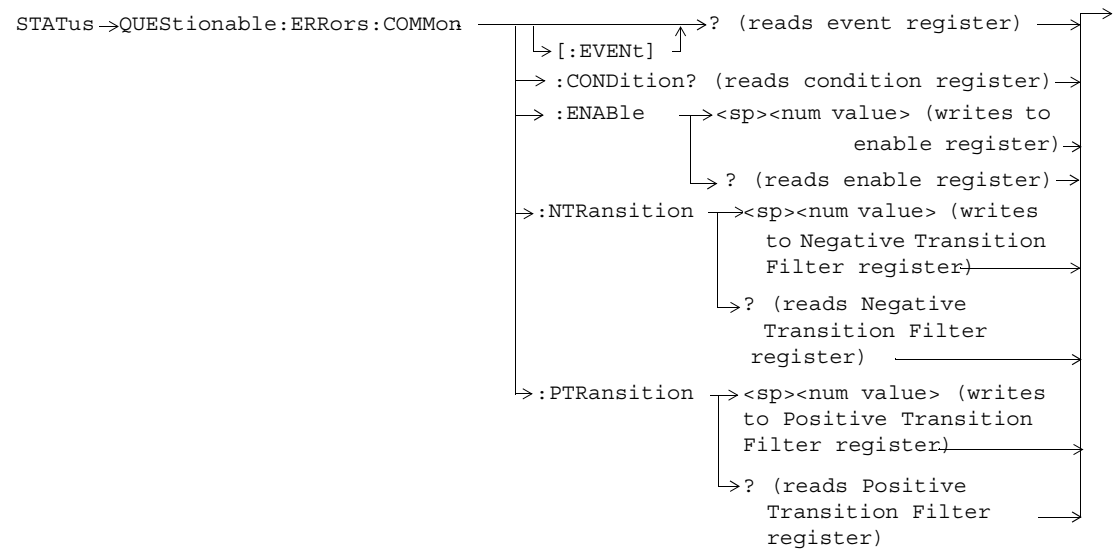 STATus QUEStionable:ERRors:COMMon ? (reads event register)
[:EVENt]
:CONDition? (reads condition register)
:ENABle <sp><num value> (writes to
enable register)
? (reads enable register)
:NTRansition <sp><num value> (writes
to Negative Transition
Filter register)
? (reads Negative
Transition Filter
register)
:PTRansition <sp><num value> (writes
to Positive Transition
Filter register)
? (reads Positive
Transition Filter
register)